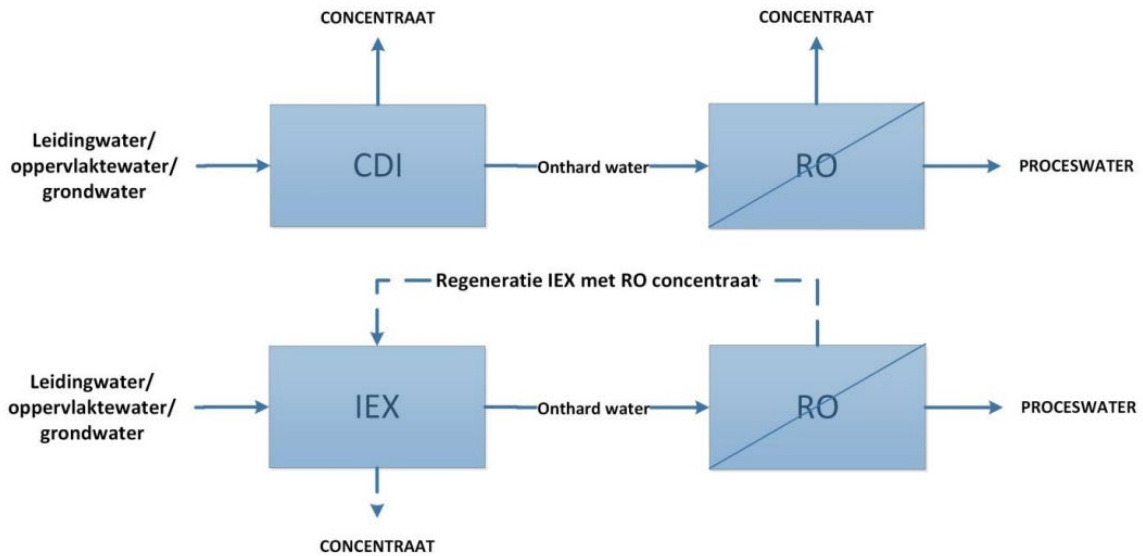 CONCENTRAAT
CONCENTRAAT
Leidingwater/
oppervlaktewater/
grondwater
CDI
Onthard water
RO
PROCESWATER
Regeneratie IEX met RO concentraat
Leidingwater/
oppervlaktewater/
grondwater
IEX
Onthard water
RO
PROCESWATER
CONCENTRAAT